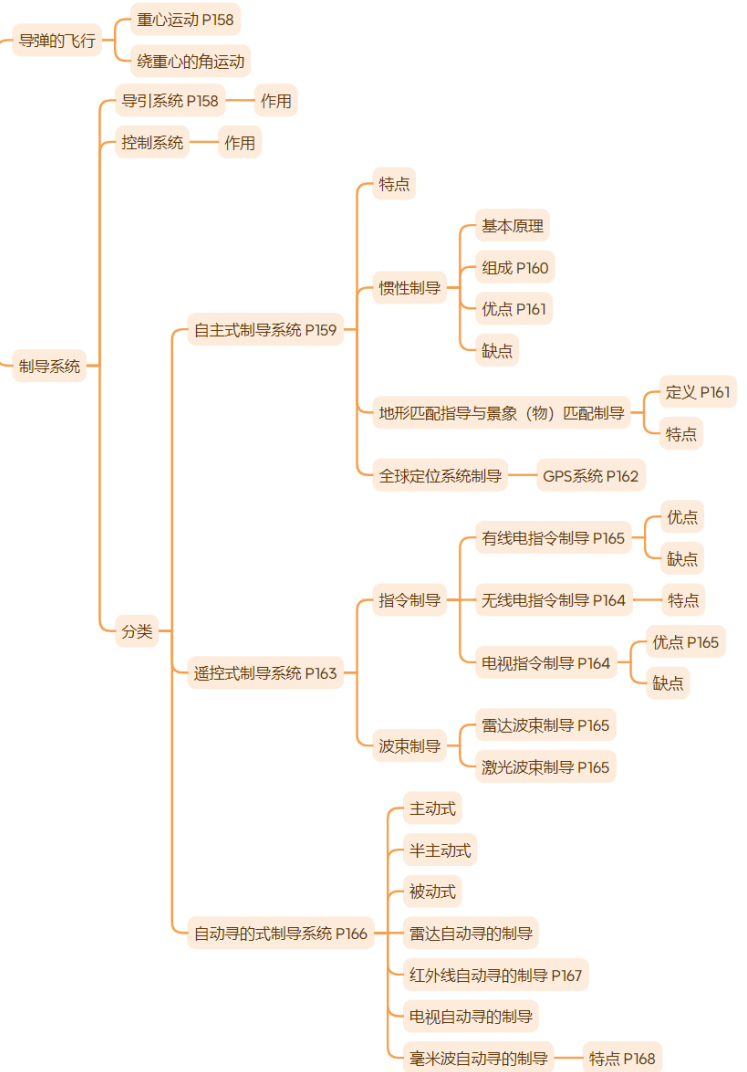 导弹的飞行
重心运动 P158
绕重心的角运动
制导系统
导引系统 P158
作用
控制系统
作用
分类
自主式制导系统 P159
特点
惯性制导
基本原理
组成 P160
优点 P161
缺点
地形匹配指导与景象（物）匹配制导
定义 P161
特点
全球定位系统制导
GPS系统 P162
遥控式制导系统 P163
指令制导
有线电指令制导 P165
优点
缺点
无线电指令制导 P164
特点
电视指令制导 P164
优点 P165
缺点
波束制导
雷达波束制导 P165
激光波束制导 P165
自动寻的式制导系统 P166
主动式
半主动式
被动式
雷达自动寻的制导
红外线自动寻的制导 P167
电视自动寻的制导
毫米波自动寻的制导
特点 P168